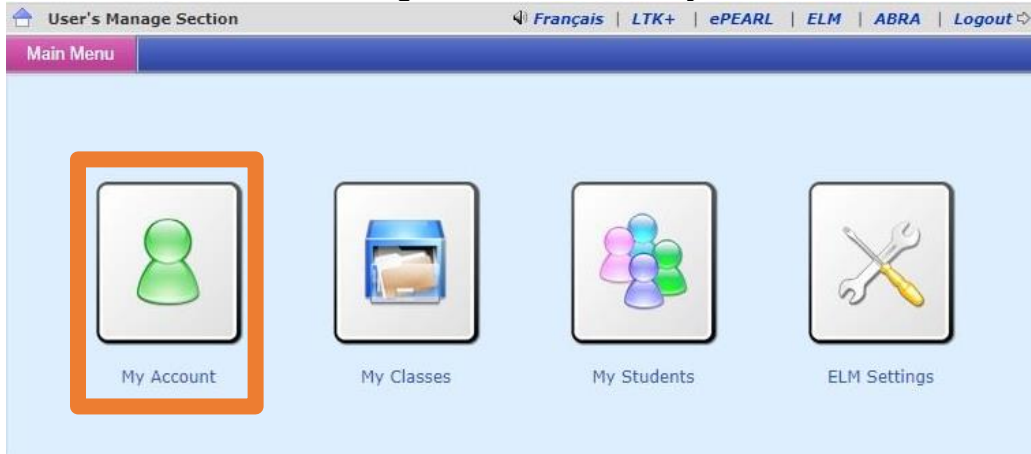 User's Manage Section Français | LTK+ | ePEARL | ELM | ABRA | Logout
Main Menu
My Account My Classes My Students ELM Settings